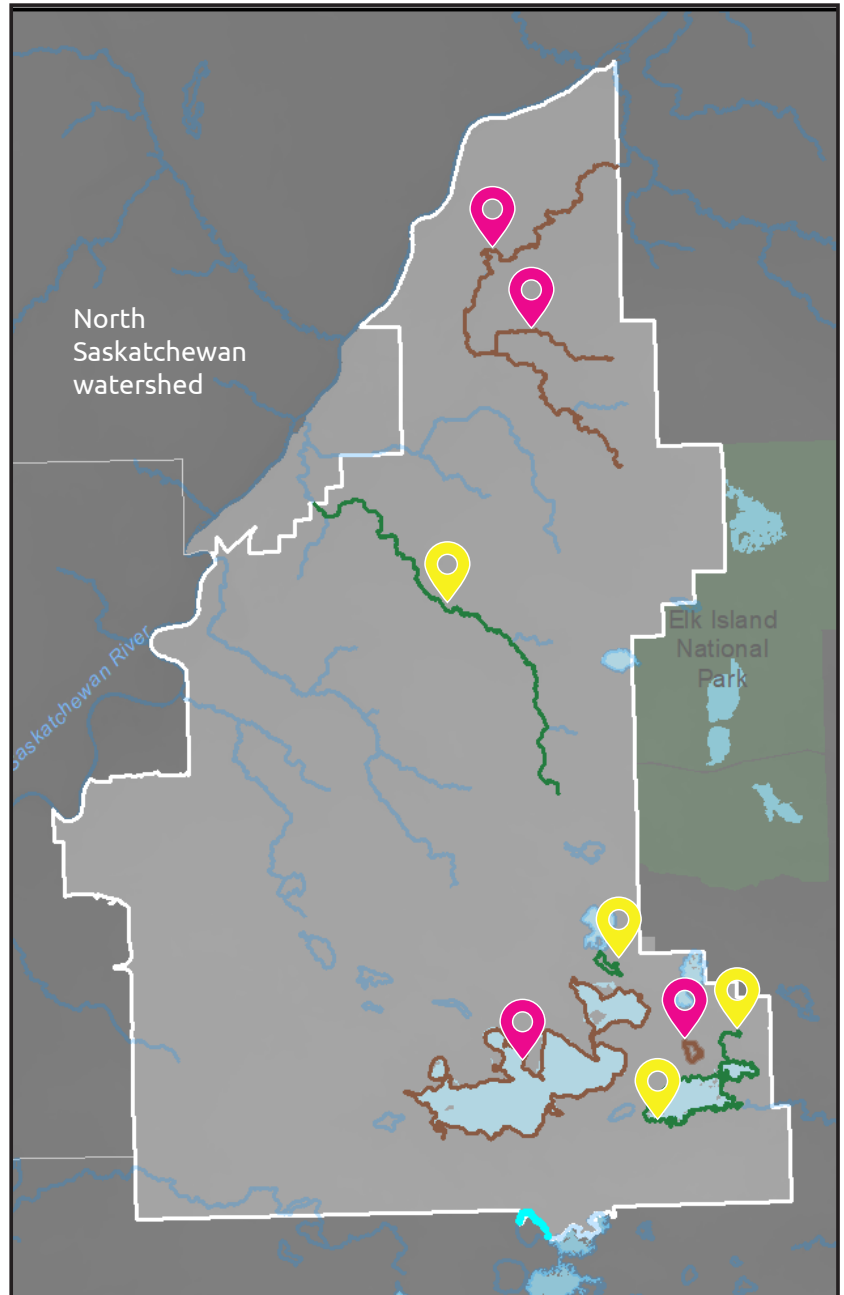 North
Saskatchewan
watershed
Elk Island
National
Park
Saskatchewan River